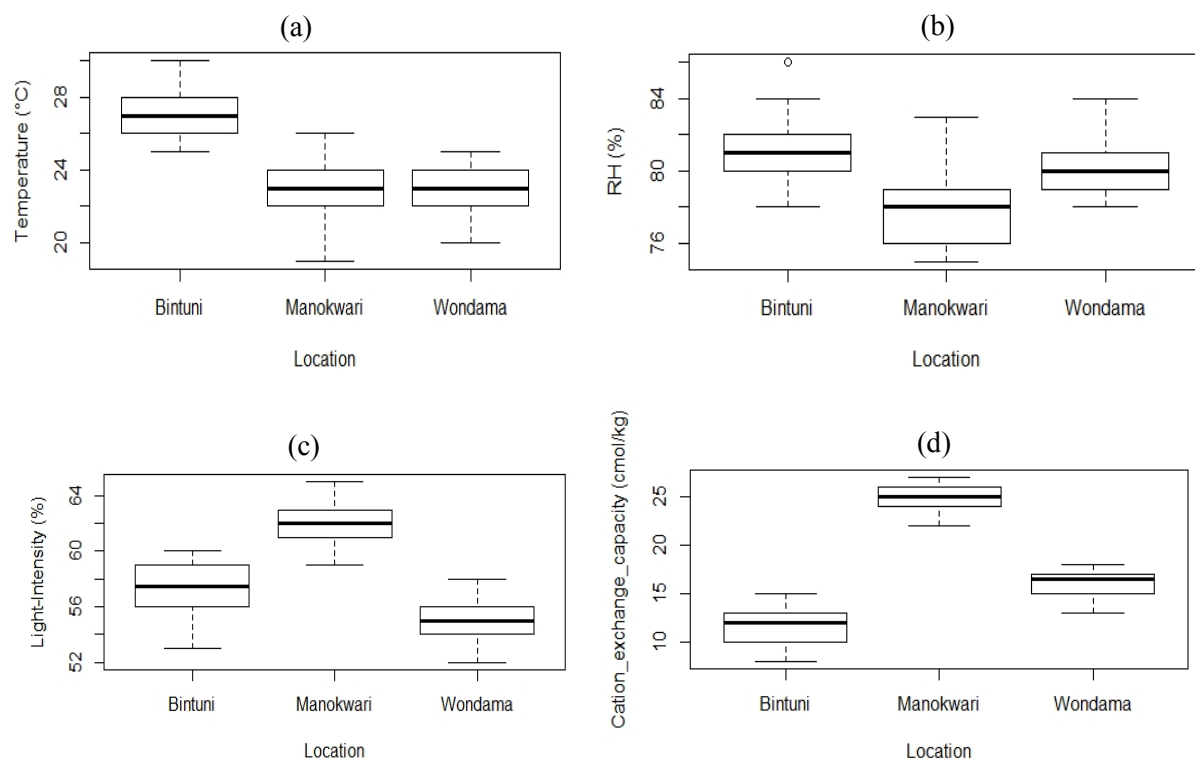 (a)
Temperature (°C)
28
24
20
Bintuni Manokwari Wondama
Location
(b)
RH (%)
84
80
76
Bintuni Manokwari Wondama
Location
(c)
Light-Intensity (%)
64
60
56
52
Bintuni Manokwari Wondama
Location
(d)
Cation_exchange_capacity (cmol/kg)
25
20
15
10
Bintuni Manokwari Wondama
Location